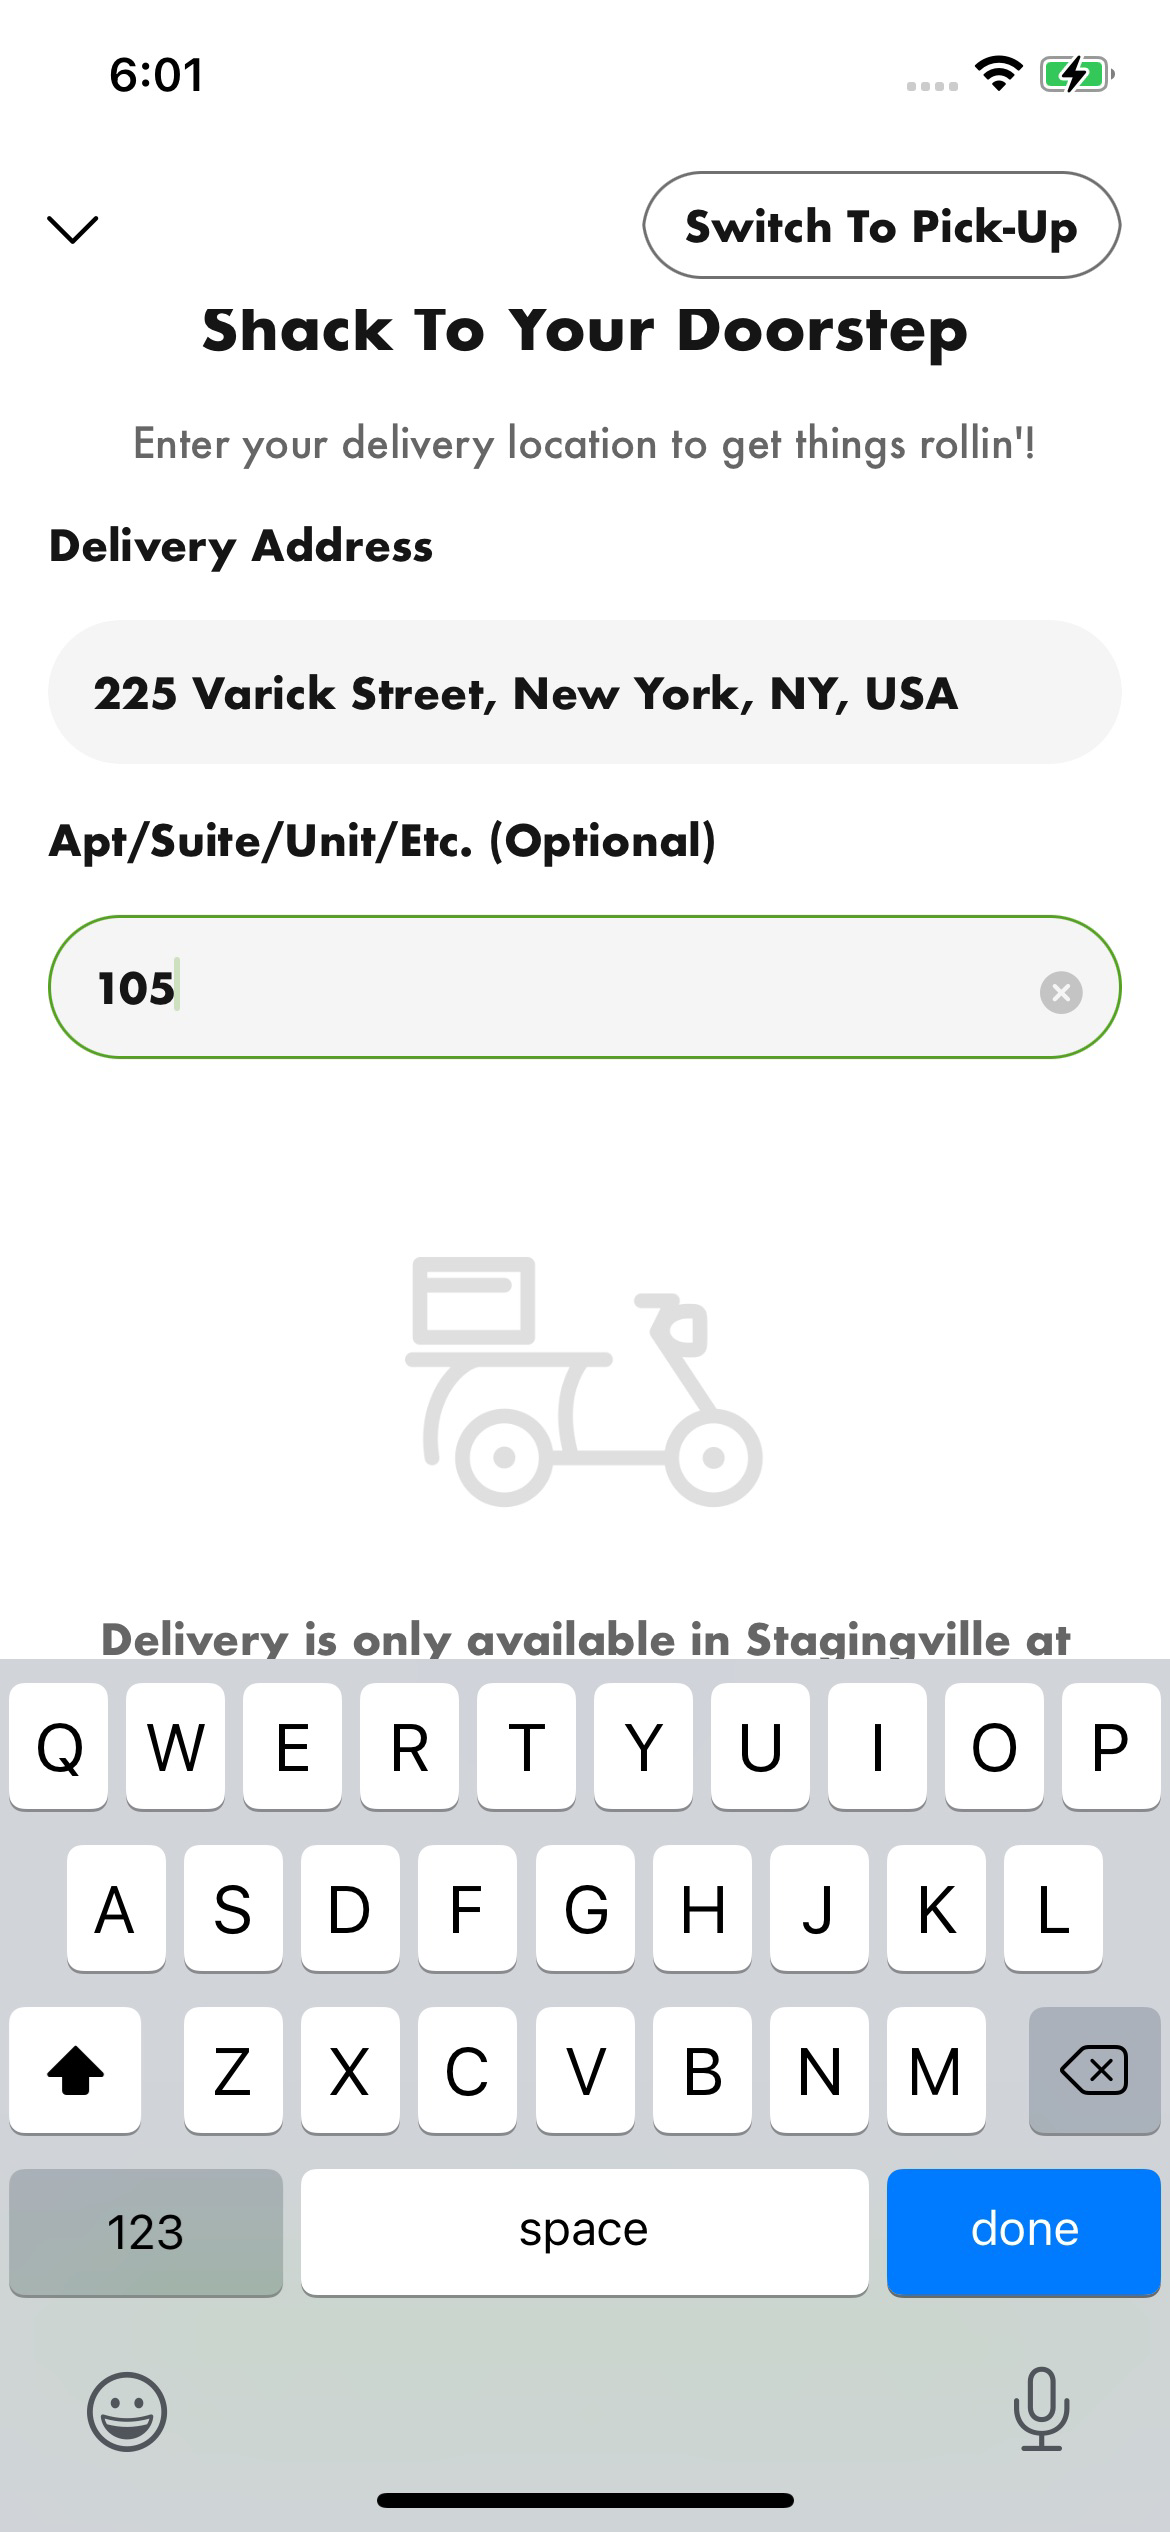 6:01
Switch To Pick-Up
Shack To Your Doorstep
Enter your delivery location to get things rollin'!
Delivery Address
225 Varick Street, New York, NY, USA
Apt/Suite/Unit/Etc. (Optional)
105
Delivery is only available in Stagingville at
Q W E R T Y U I O P
A S D F G H J K L
Z X C V B N M
123 space done